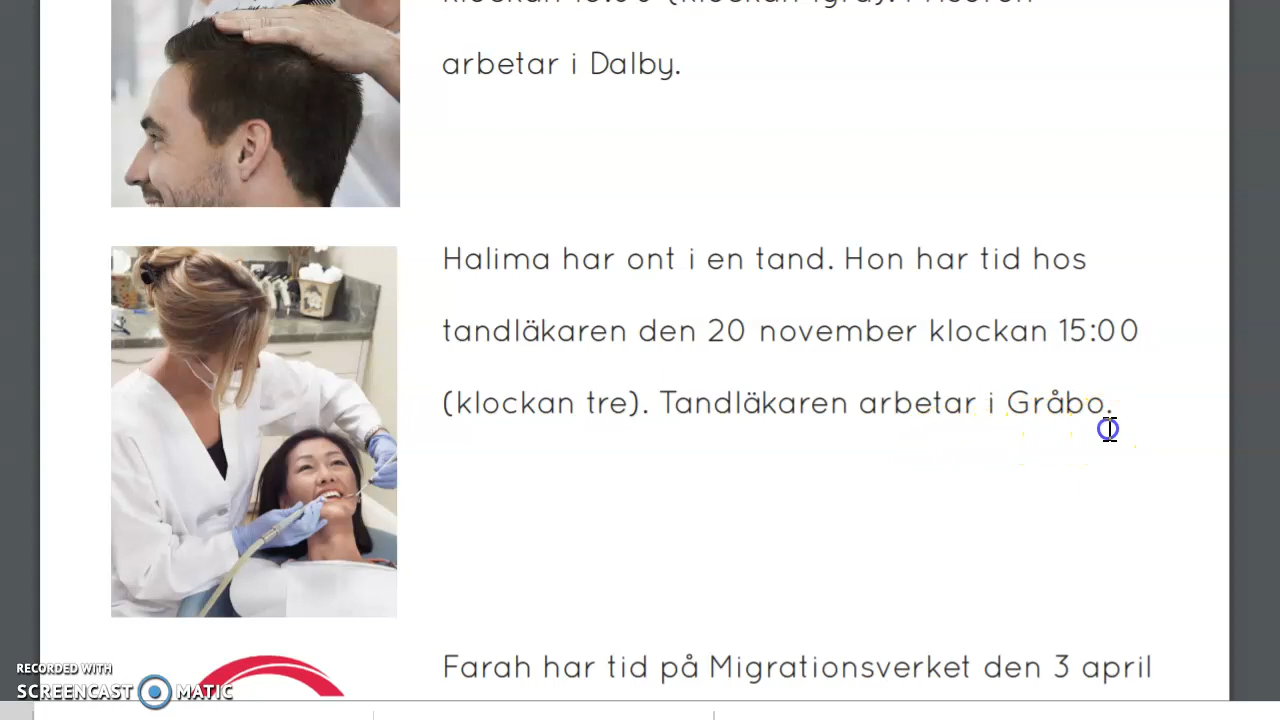 arbetar i Dalby.
Halima har ont i en tand. Hon har tid hos
tandläkaren den 20 november klockan 15:00
(klockan tre). Tandläkaren arbetar i Gråbo.
Farah har tid på Migrationsverket den 3 april
RECORDED WITH
SCREENCAST MATIC